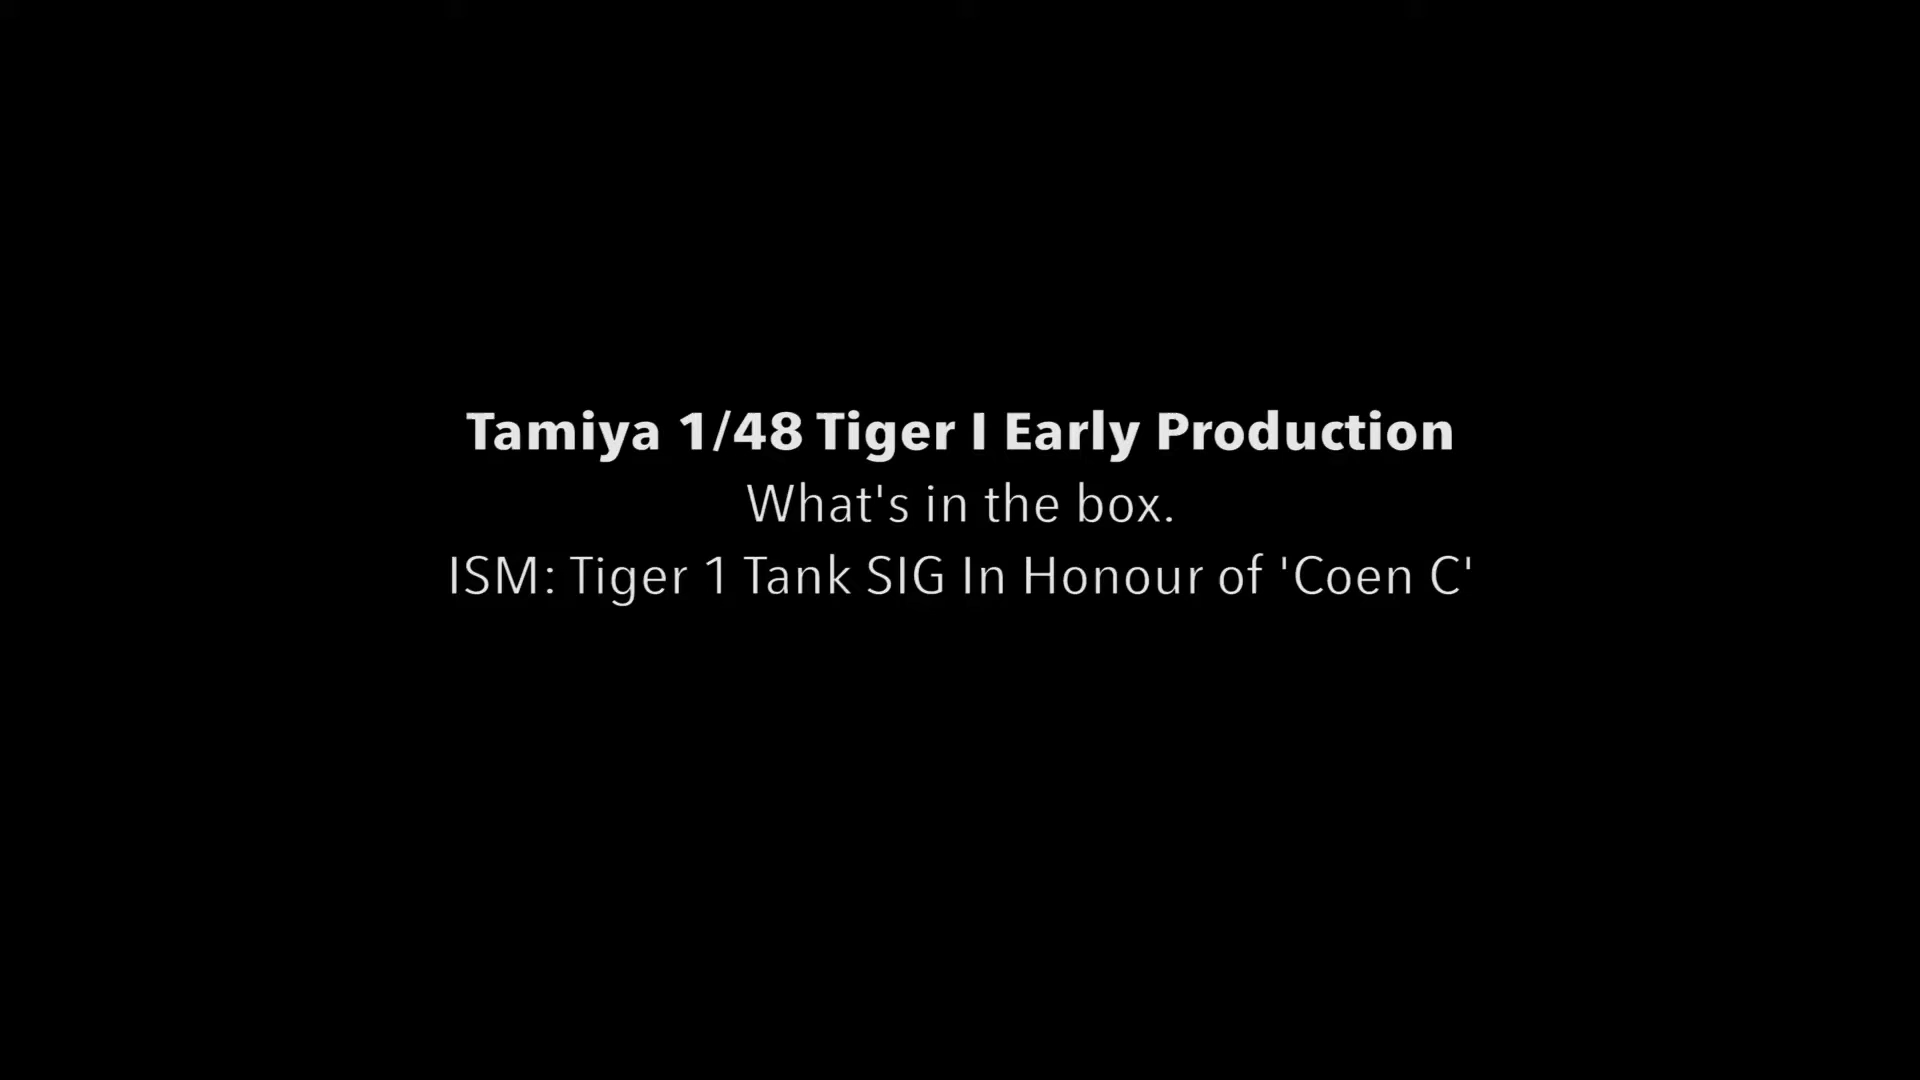 Tamiya 1/48 Tiger I Early Production
What's in the box.
ISM: Tiger 1 Tank SIG In Honour of 'Coen C'